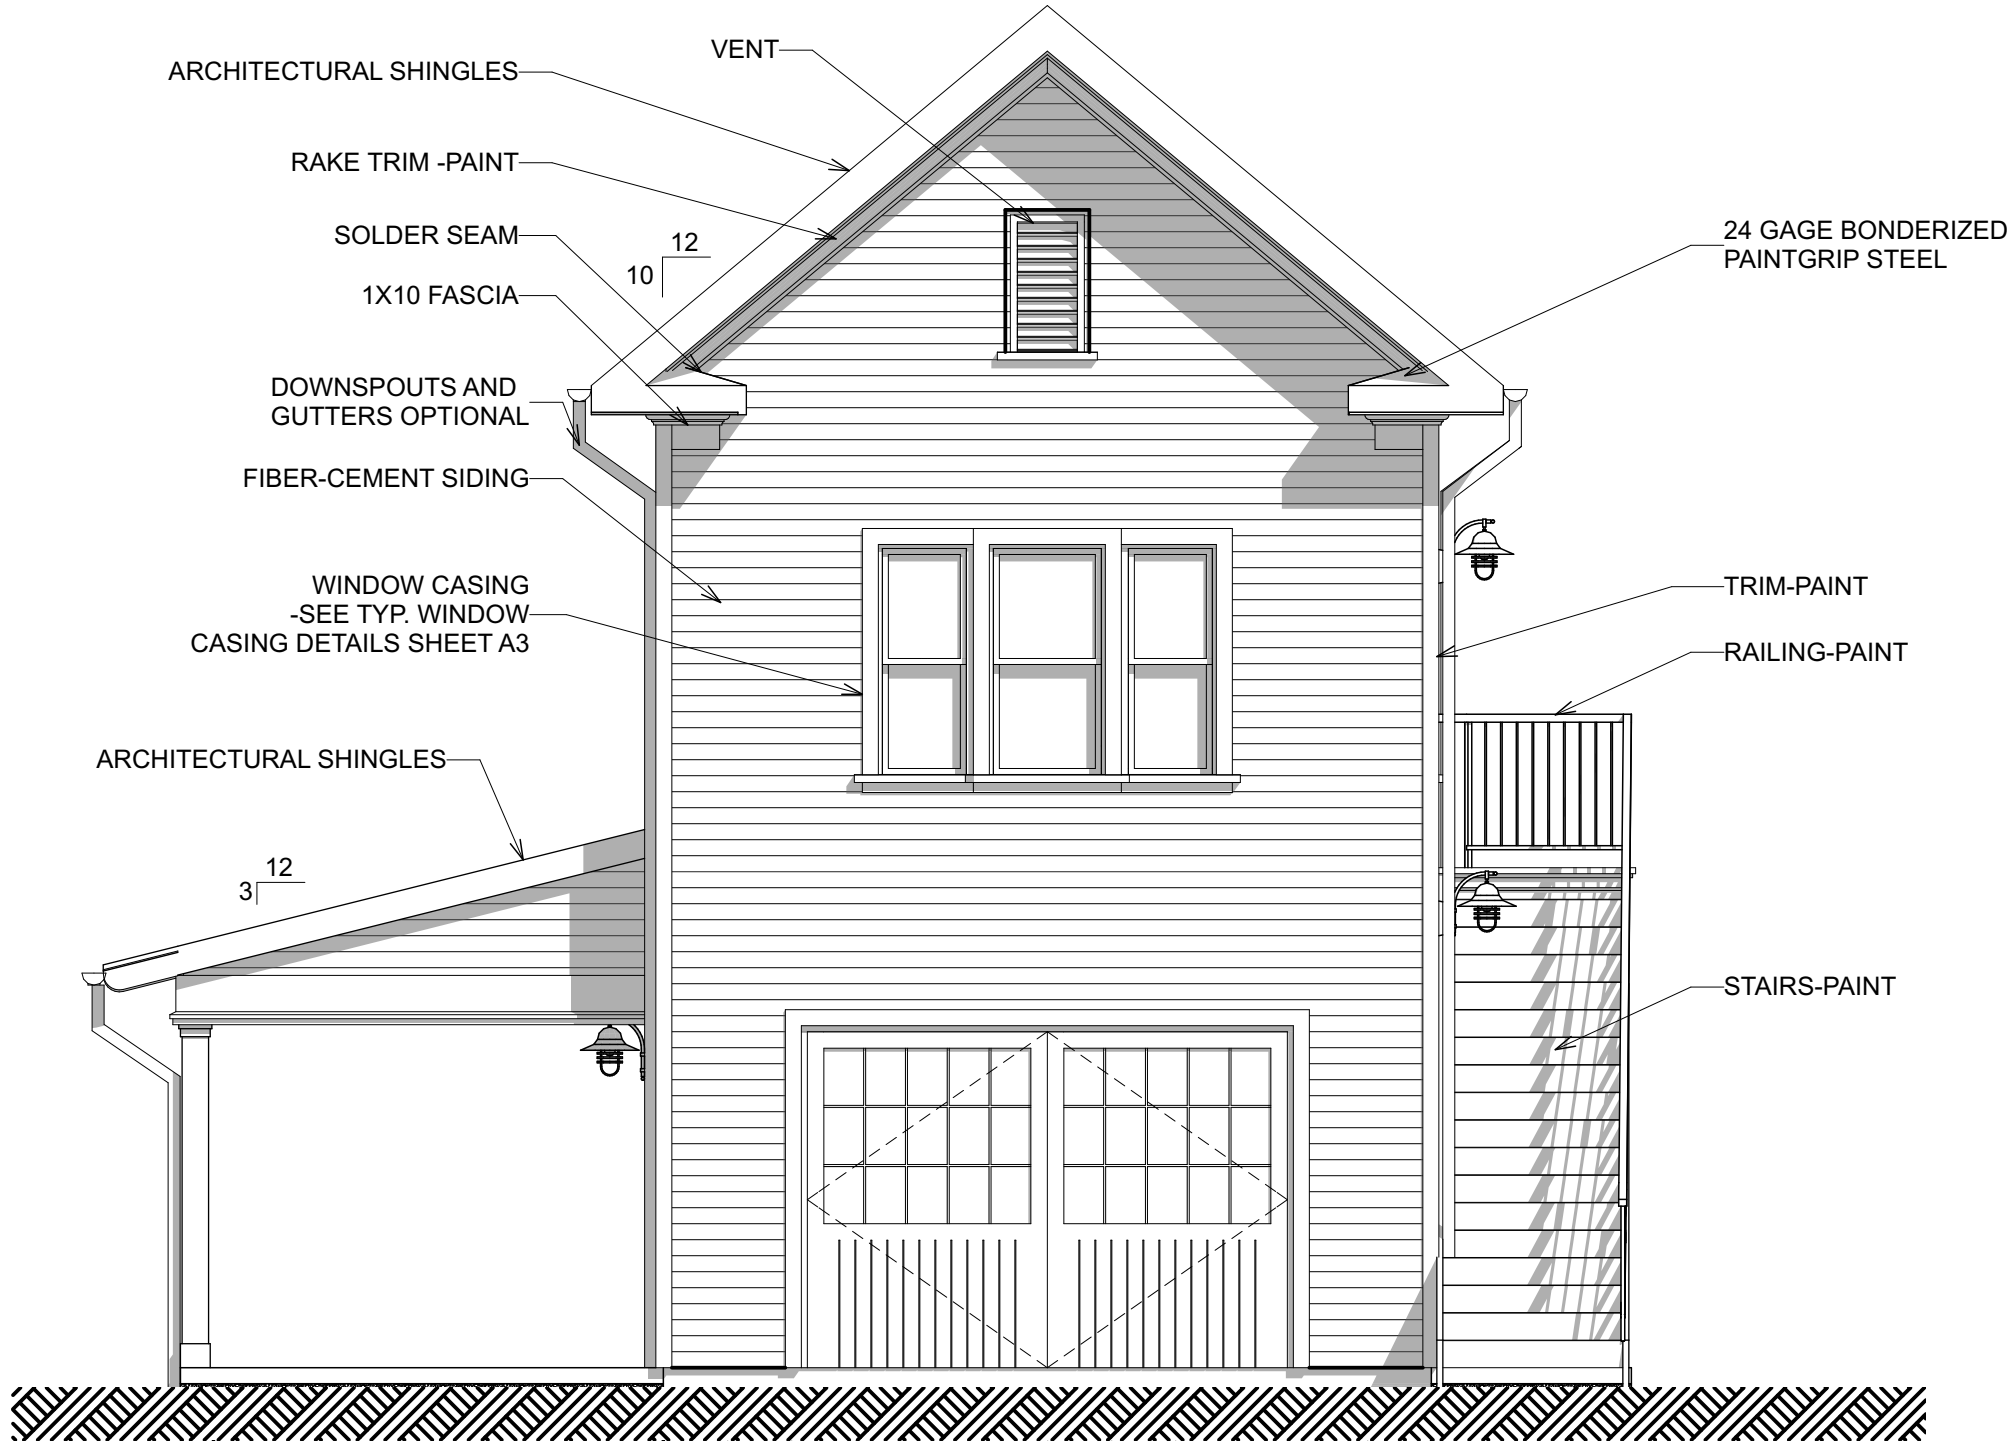 VENT
ARCHITECTURAL SHINGLES
RAKE TRIM -PAINT
SOLDER SEAM
12
10
1X10 FASCIA
24 GAGE BONDERIZED
PAINTGRIP STEEL
DOWNSPOUTS AND
GUTTERS OPTIONAL
FIBER-CEMENT SIDING
WINDOW CASING
-SEE TYP. WINDOW
CASING DETAILS SHEET A3
TRIM-PAINT
RAILING-PAINT
ARCHITECTURAL SHINGLES
12
3
STAIRS-PAINT